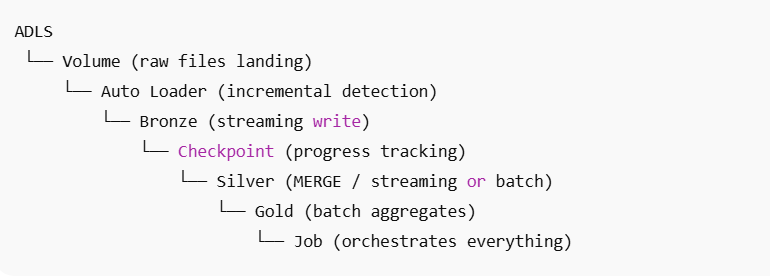 ADLS
└── Volume (raw files landing)
└── Auto Loader (incremental detection)
└── Bronze (streaming write)
└── Checkpoint (progress tracking)
└── Silver (MERGE / streaming or batch)
└── Gold (batch aggregates)
└── Job (orchestrates everything)